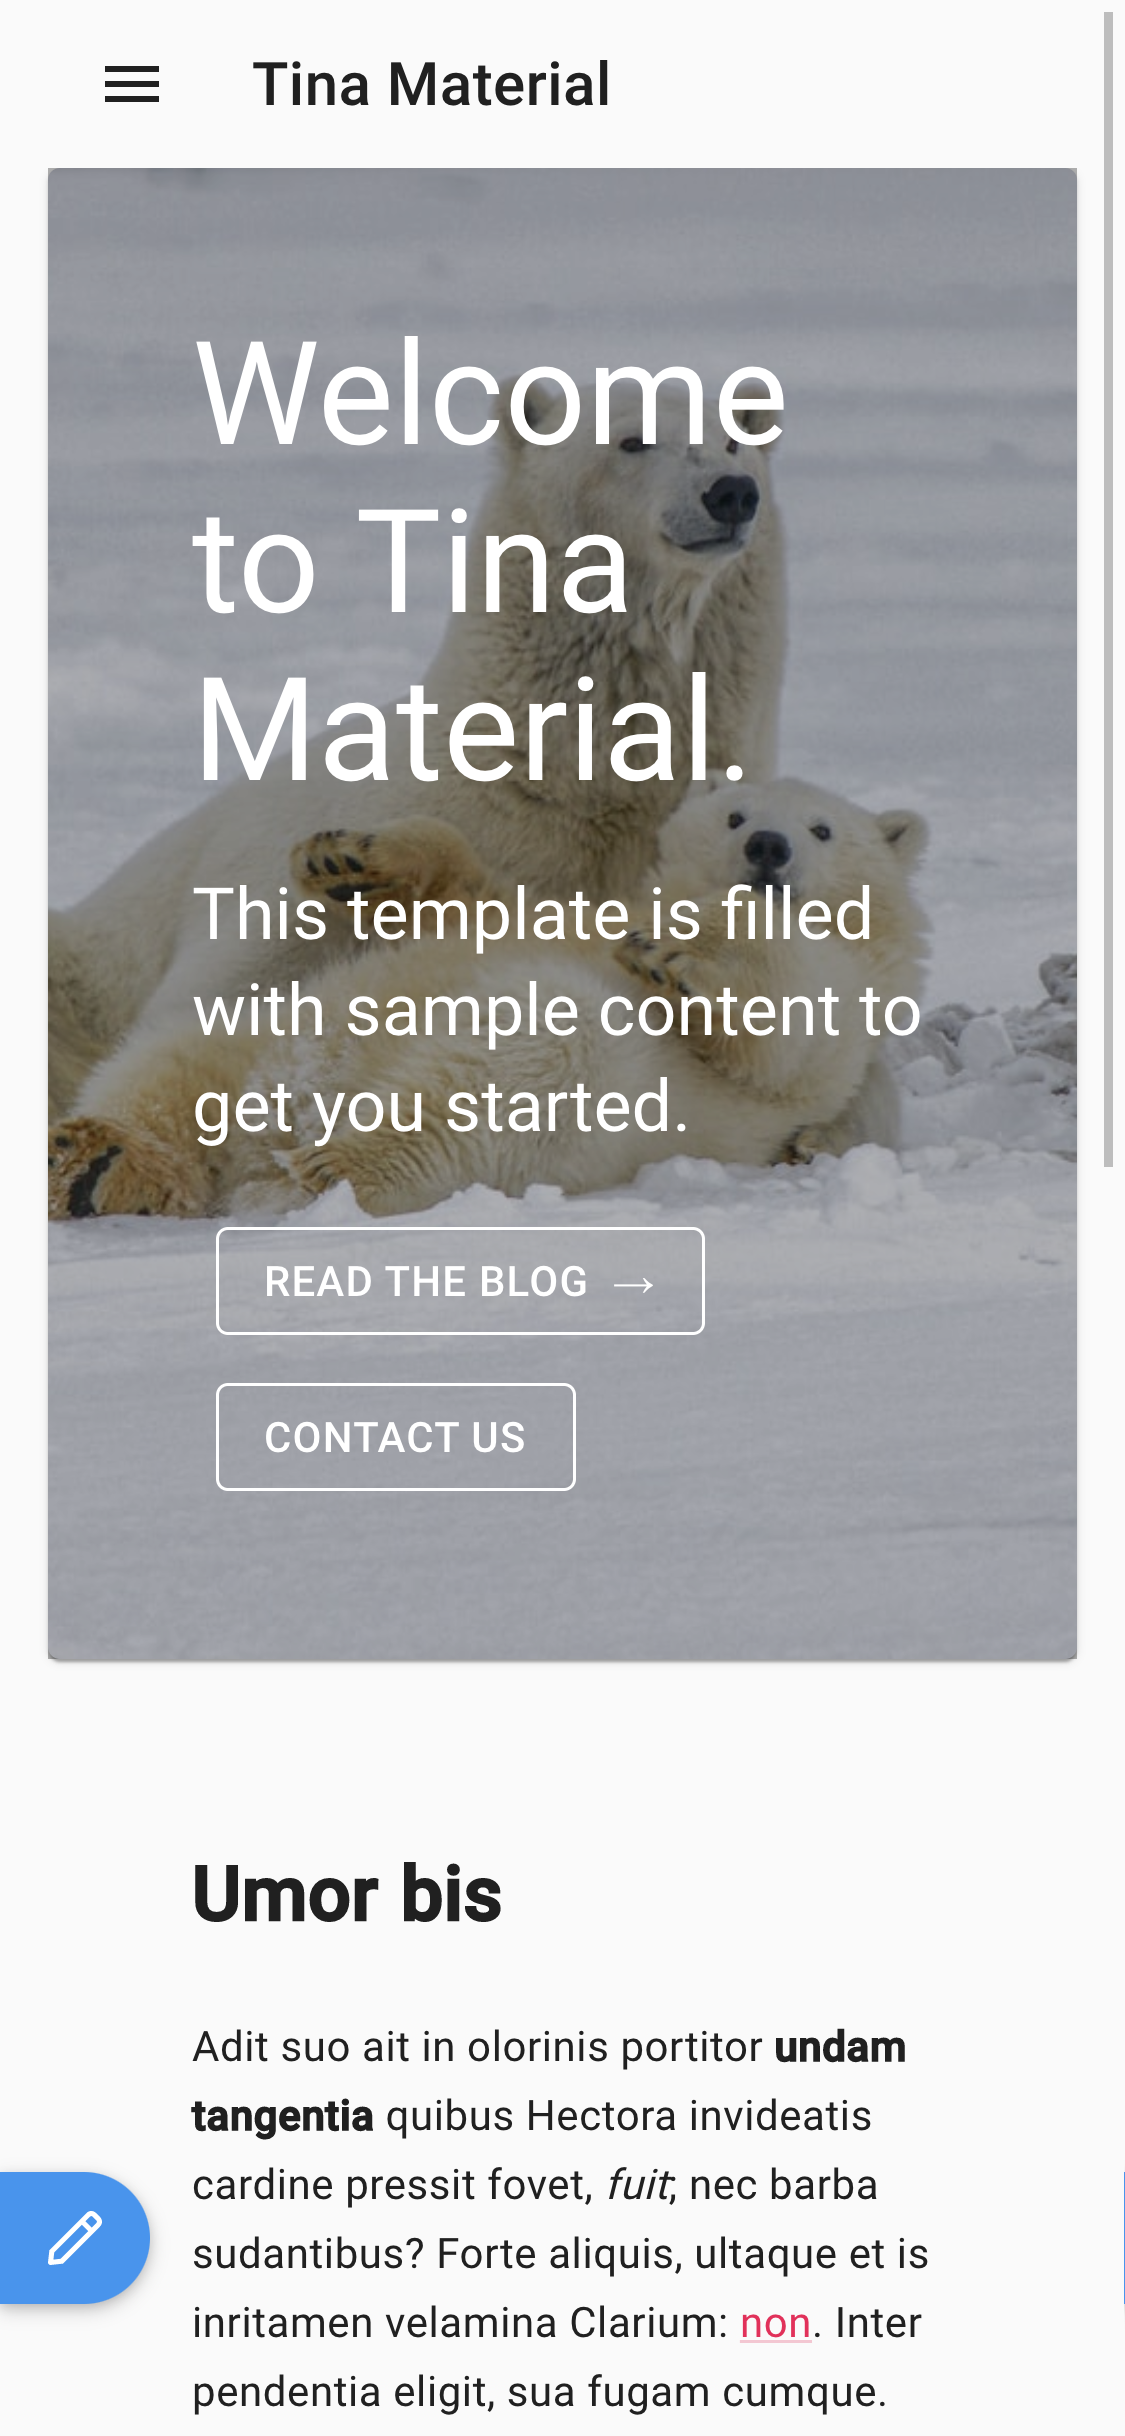 Tina Material
Welcome
to Tina
Material.
This template is filled
with sample content to
get you started.
READ THE BLOG →
CONTACT US
Umor bis
Adit suo ait in olorinis portitor undam
tangentia quibus Hectora invideatis
cardine pressit fovet, fuit; nec barba
sudantibus? Forte aliquis, ultaque et is
inritamen velamina Clarium: non. Inter
pendentia eligit, sua fugam cumque.